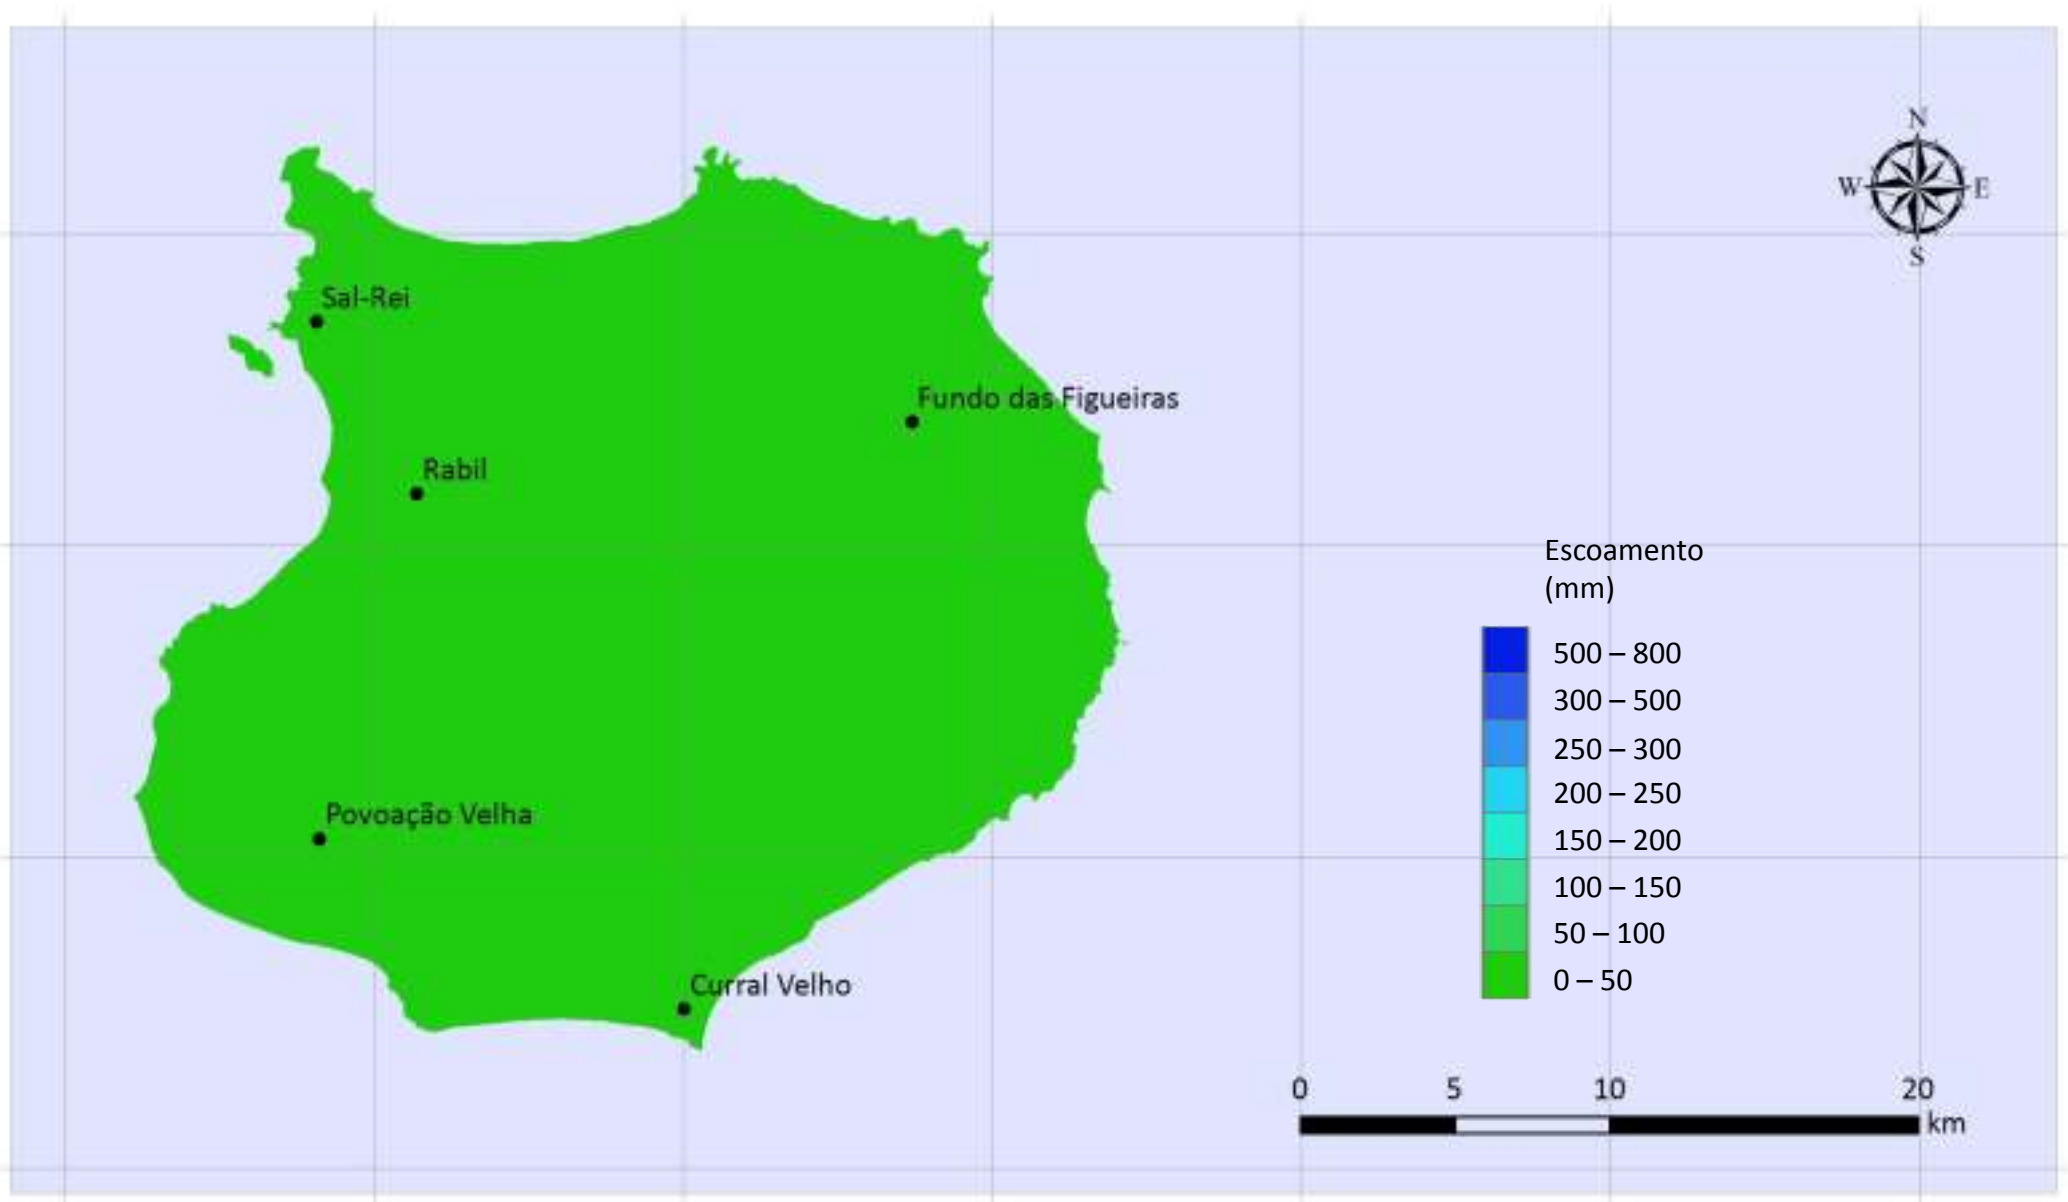 N
W E
S
Sal-Rei
Fundo das Figueiras
Rabil
Povoação Velha
Curral Velho
Escoamento
(mm)
500 – 800
300 – 500
250 – 300
200 – 250
150 – 200
100 – 150
50 – 100
0 – 50
0 5 10 20
km